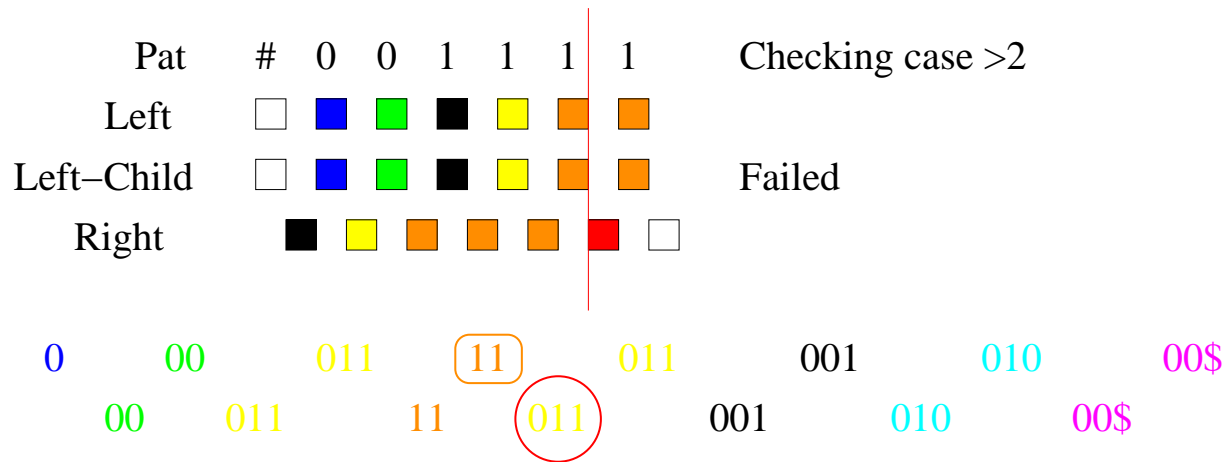 Pat # 0 0 1 1 1 1 Checking case >2
Left
Left−Child Failed
Right
0 00 011 11 011 001 010 00$
00 011 11 011 001 010 00$